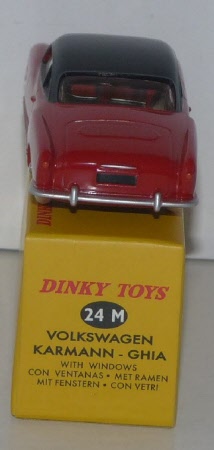 DINKY TOYS
24 M
VOLKSWAGEN
KARMANN - GHIA
WITH WINDOWS
CON VENTANAS • MET RAMEN
MIT FENSTERN • CON VETRI